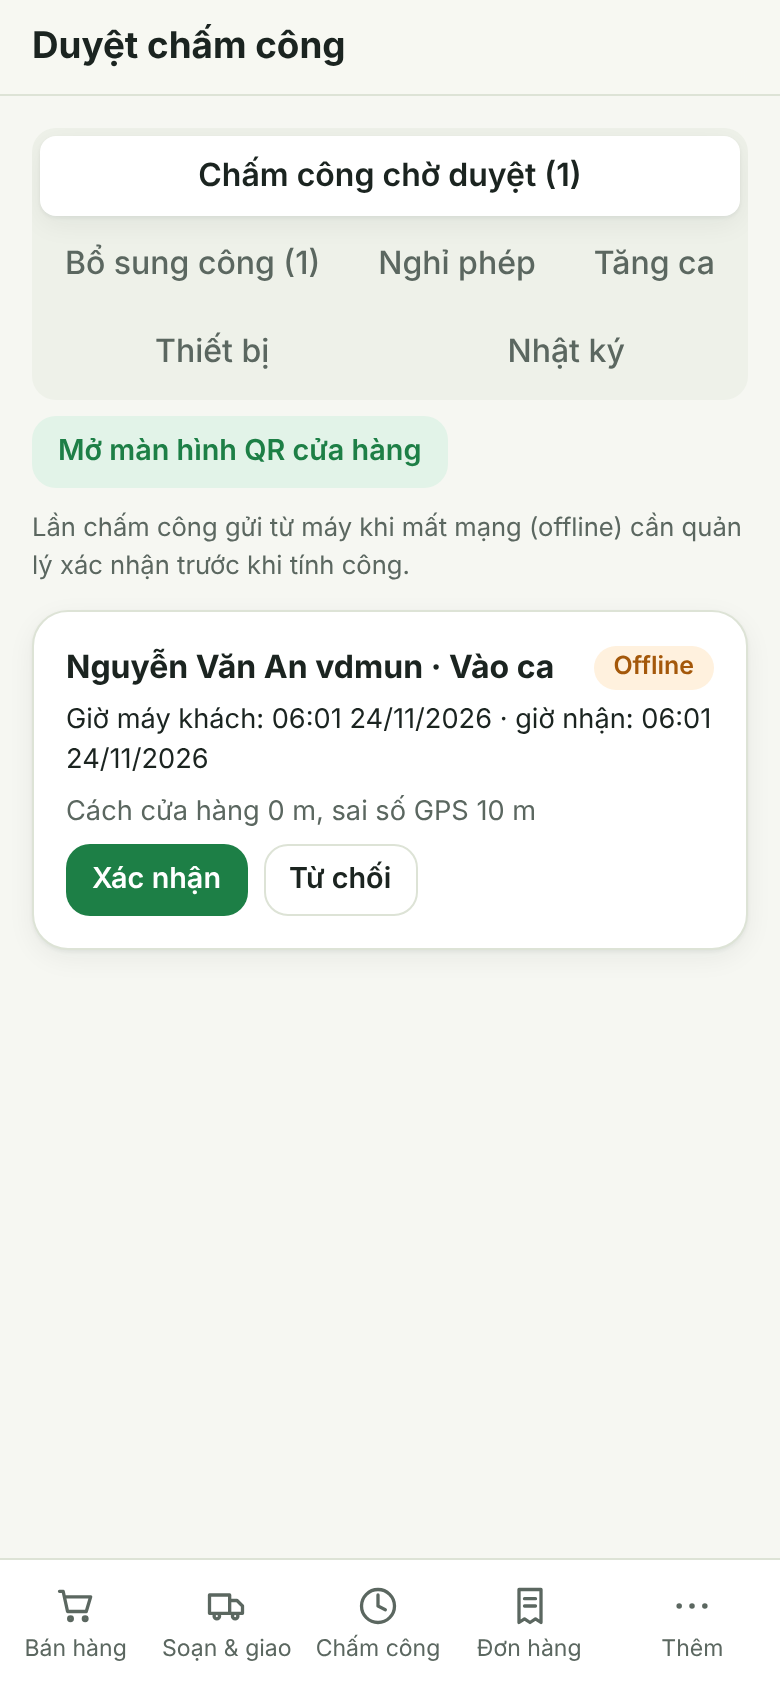 Duyệt chấm công
Chấm công chờ duyệt (1)
Bổ sung công (1) Nghỉ phép Tăng ca
Thiết bị Nhật ký
Mở màn hình QR cửa hàng
Lần chấm công gửi từ máy khi mất mạng (offline) cần quản
lý xác nhận trước khi tính công.
Nguyễn Văn An vdmun · Vào ca Offline
Giờ máy khách: 06:01 24/11/2026 · giờ nhận: 06:01
24/11/2026
Cách cửa hàng 0 m, sai số GPS 10 m
Xác nhận Từ chối
Bán hàng Soạn & giao Chấm công Đơn hàng Thêm